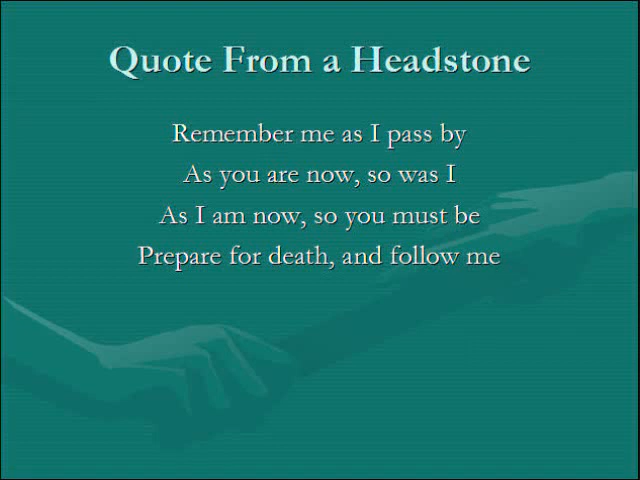 Quote From a Headstone
Remember me as I pass by
As you are now, so was I
As I am now, so you must be
Prepare for death, and follow me